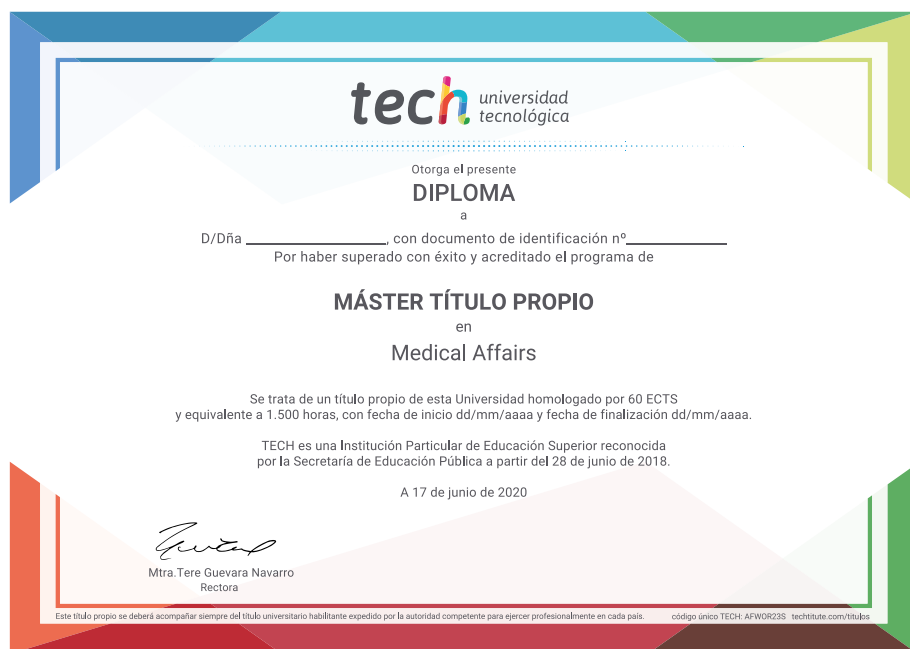 tech universidad
tecnológica
Otorga el presente
DIPLOMA
a
D/Dña ____________________, con documento de identificación nº______________
Por haber superado con éxito y acreditado el programa de
MÁSTER TÍTULO PROPIO
en
Medical Affairs
Se trata de un título propio de esta Universidad homologado por 60 ECTS
y equivalente a 1.500 horas, con fecha de inicio dd/mm/aaaa y fecha de finalización dd/mm/aaaa.
TECH es una Institución Particular de Educación Superior reconocida
por la Secretaría de Educación Pública a partir del 28 de junio de 2018.
A 17 de junio de 2020
Mtra.Tere Guevara Navarro
Rectora
Este título propio se deberá acompañar siempre del título universitario habilitante expedido por la autoridad competente para ejercer profesionalmente en cada país. código único TECH: AFWOR23S techtitute.com/titulos